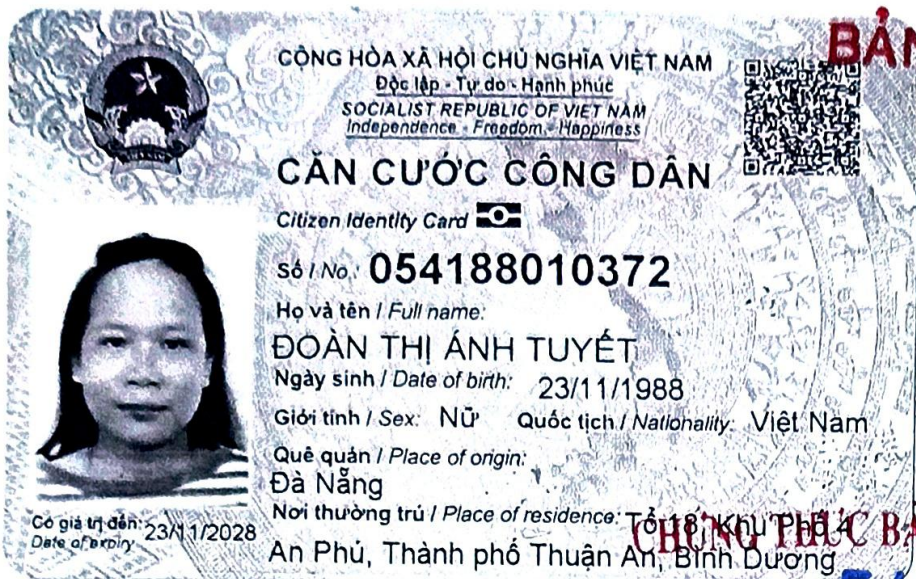 BẢN
CỘNG HÒA XÃ HỘI CHỦ NGHĨA VIỆT NAM
Độc lập - Tự do - Hạnh phúc
SOCIALIST REPUBLIC OF VIET NAM
Independence - Freedom - Happiness
CĂN CƯỚC CÔNG DÂN
Citizen Identity Card
Số / No.: 054188010372
Họ và tên / Full name:
ĐOÀN THỊ ÁNH TUYẾT
Ngày sinh / Date of birth: 23/11/1988
Giới tính / Sex: Nữ Quốc tịch / Nationality: Việt Nam
Quê quán / Place of origin:
Đà Nẵng
Nơi thường trú / Place of residence: Tổ 18, Khu Phố 4
An Phú, Thành phố Thuận An, Bình Dương
Có giá trị đến: 23/11/2028
Date of expiry
CHỨNG THỰC